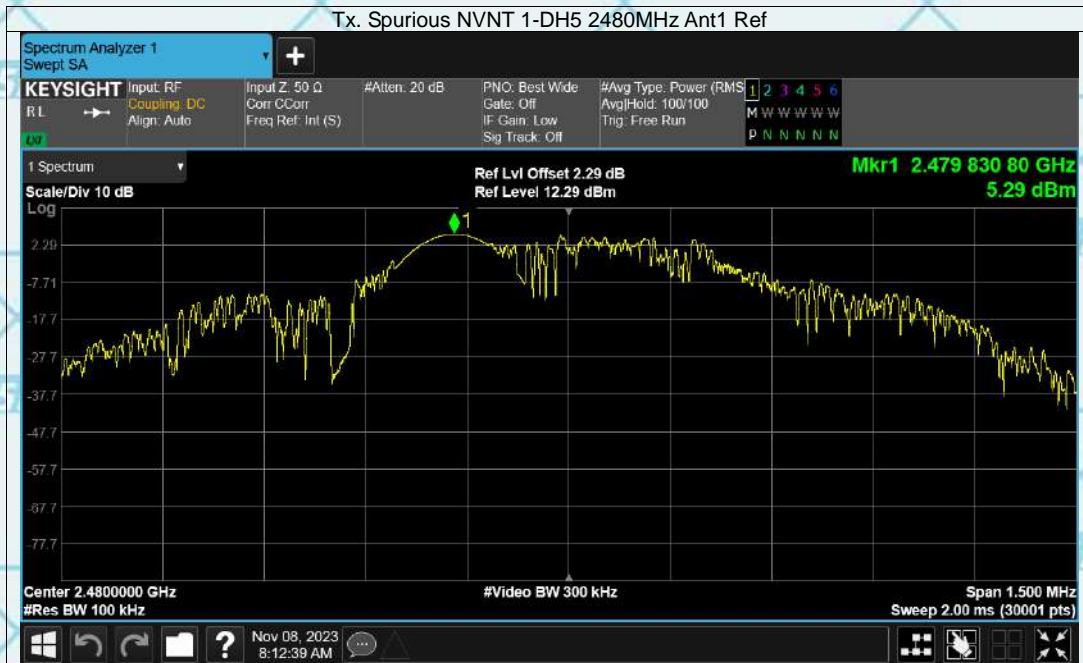 Tx. Spurious NVNT 1-DH5 2480MHz Ant1 Ref
Spectrum Analyzer 1
Swept SA
KEYSIGHT
RL
LXI
Input: RF
Coupling: DC
Align: Auto
Input Z: 50 Ω
Corr CCorr
Freq Ref: Int (S)
#Atten: 20 dB
PNO: Best Wide
Gate: Off
IF Gain: Low
Sig Track: Off
#Avg Type: Power (RMS
Avg|Hold: 100/100
Trig: Free Run
1 2 3 4 5 6
M W W W W W
P N N N N N
1 Spectrum
Scale/Div 10 dB
Ref Lvl Offset 2.29 dB
Ref Level 12.29 dBm
Mkr1 2.479 830 80 GHz
5.29 dBm
Log
1
2.29
-7.71
-17.7
-27.7
-37.7
-47.7
-57.7
-67.7
-77.7
Center 2.4800000 GHz
#Res BW 100 kHz
#Video BW 300 kHz
Span 1.500 MHz
Sweep 2.00 ms (30001 pts)
?
Nov 08, 2023
8:12:39 AM